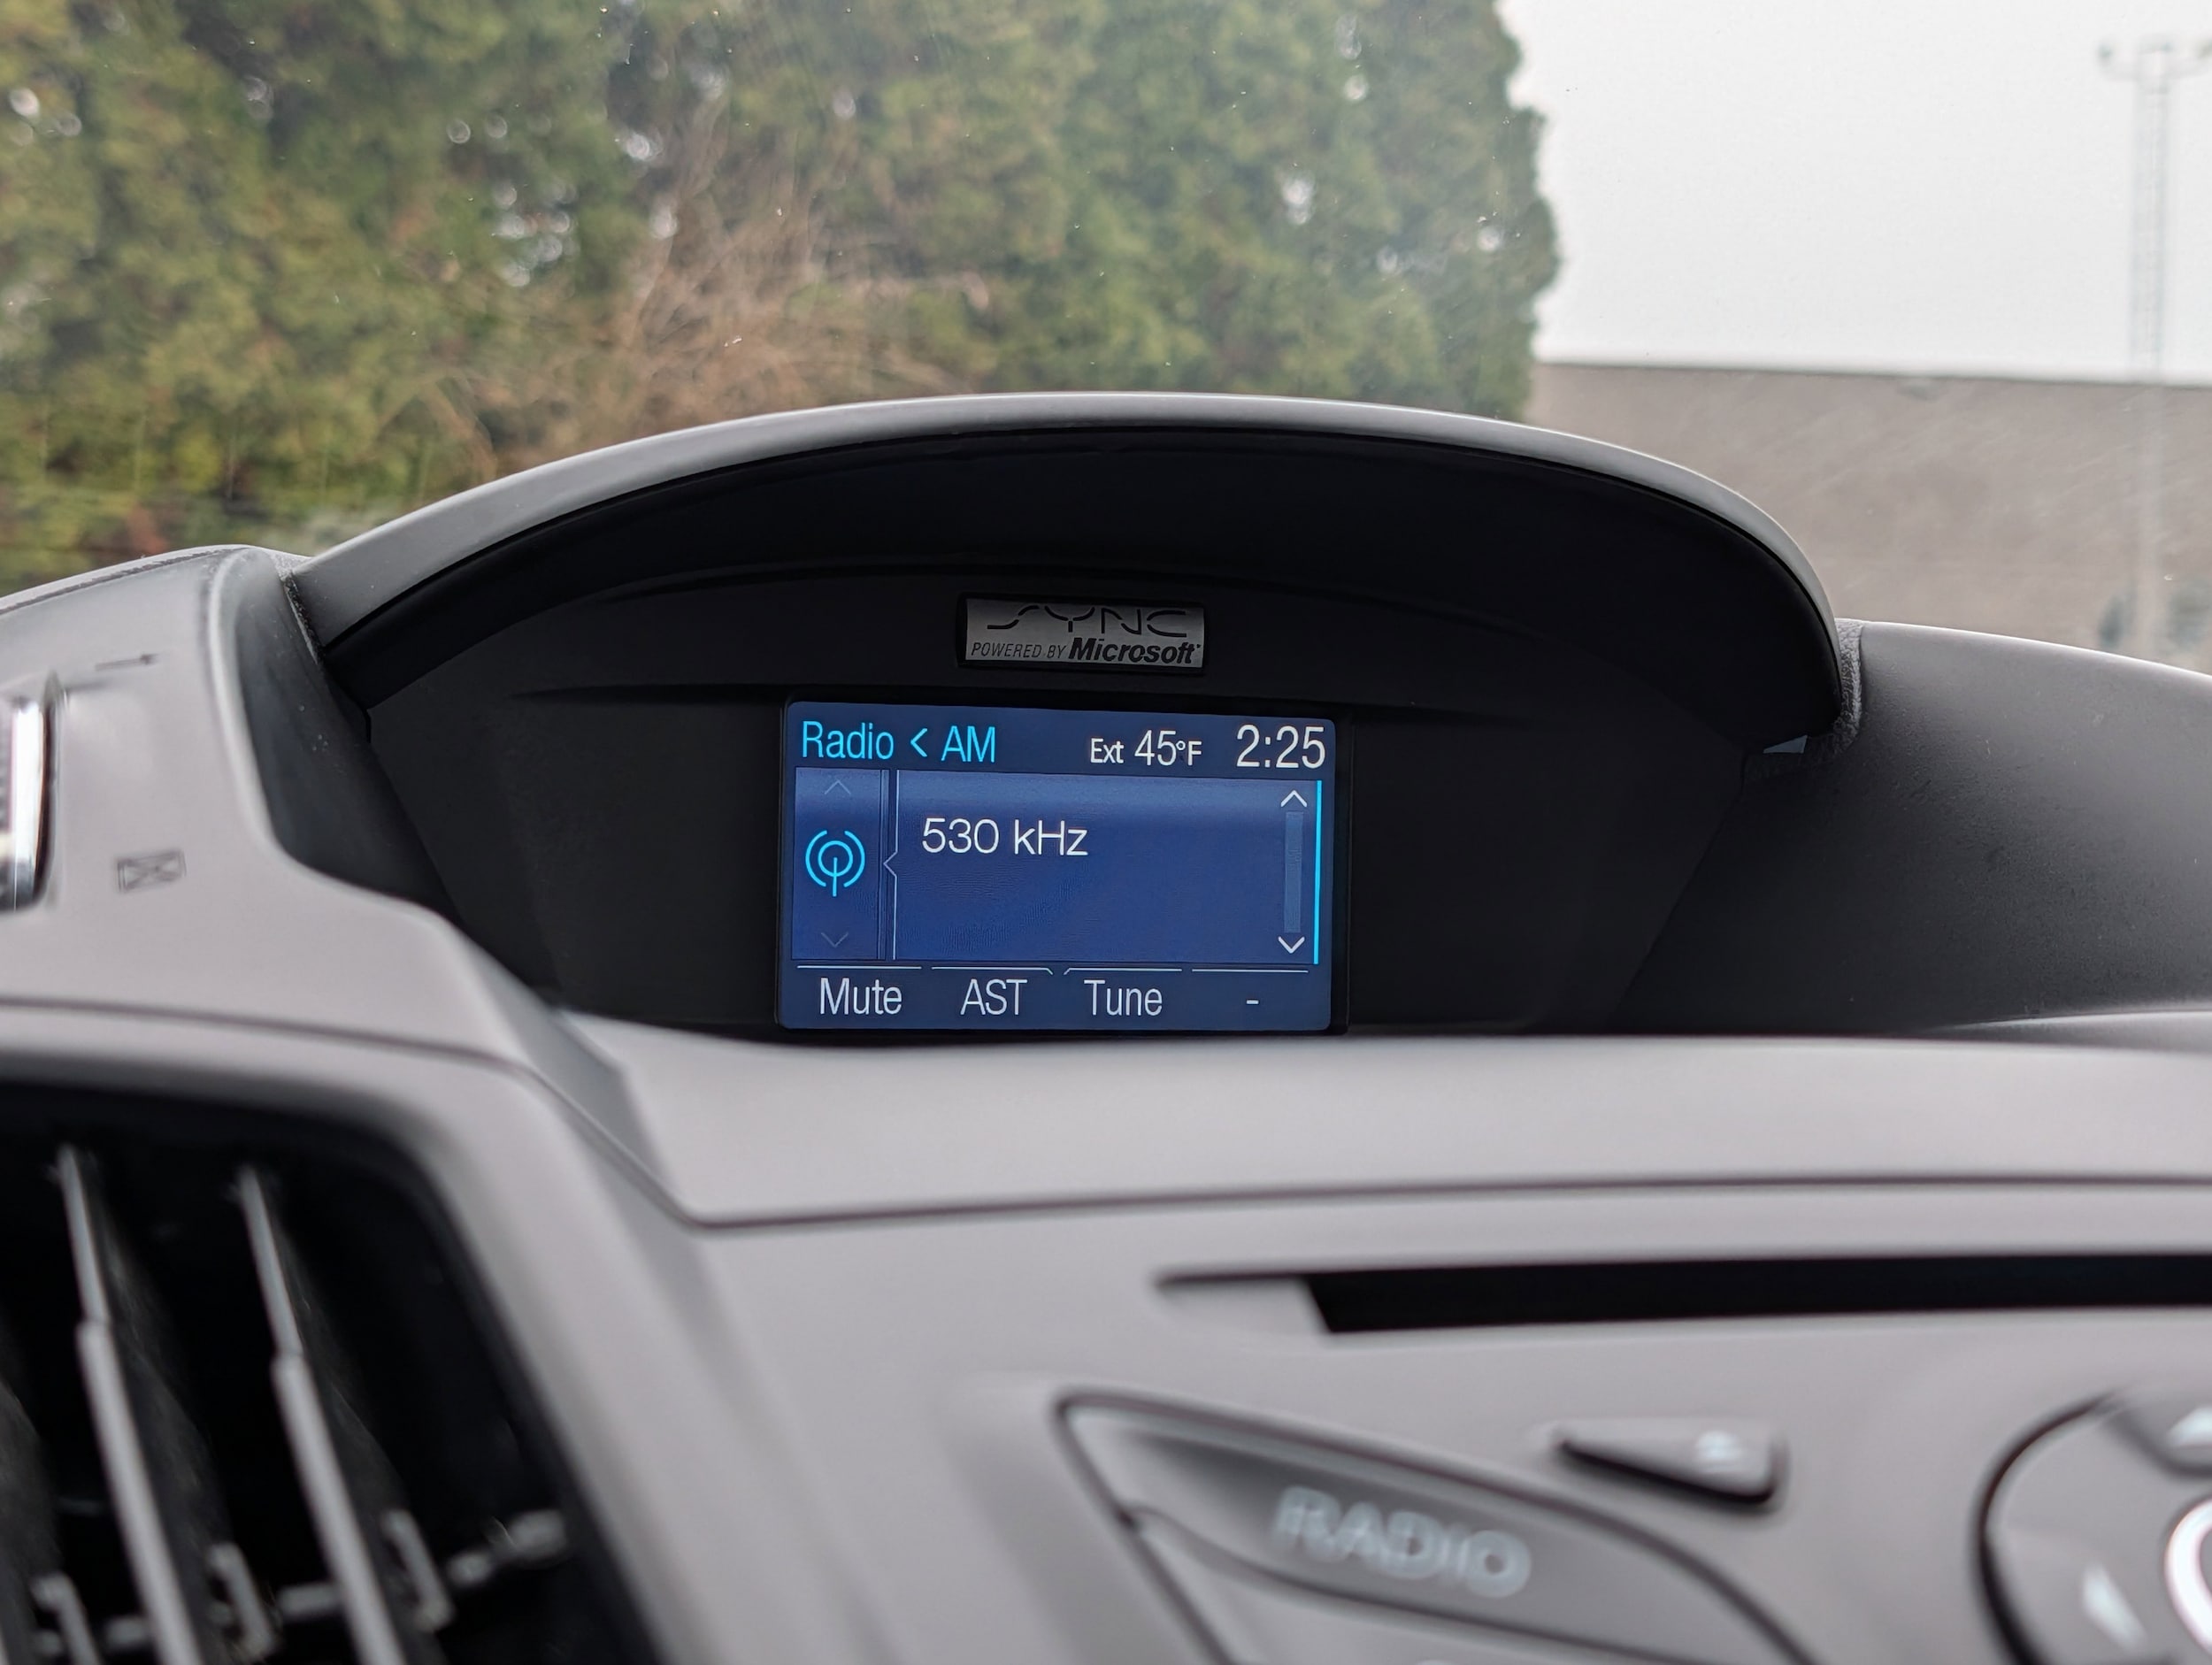 SYNC
POWERED BY Microsoft
Radio < AM Ext 45°F 2:25
530 kHz
Mute AST Tune -
RADIO